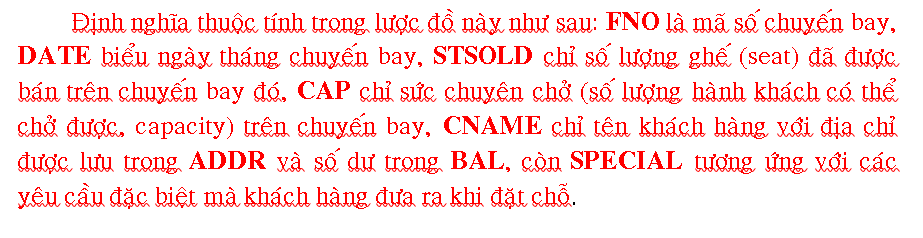 Định nghĩa thuộc tính trong lược đồ này như sau: FNO là mã số chuyến bay,
DATE biểu ngày tháng chuyến bay, STSOLD chỉ số lượng ghế (seat) đã được
bán trên chuyến bay đó, CAP chỉ sức chuyên chở (số lượng hành khách có thể
chở được, capacity) trên chuyến bay, CNAME chỉ tên khách hàng với địa chỉ
được lưu trong ADDR và số dư trong BAL, còn SPECIAL tương ứng với các
yêu cầu đặc biệt mà khách hàng đưa ra khi đặt chỗ.